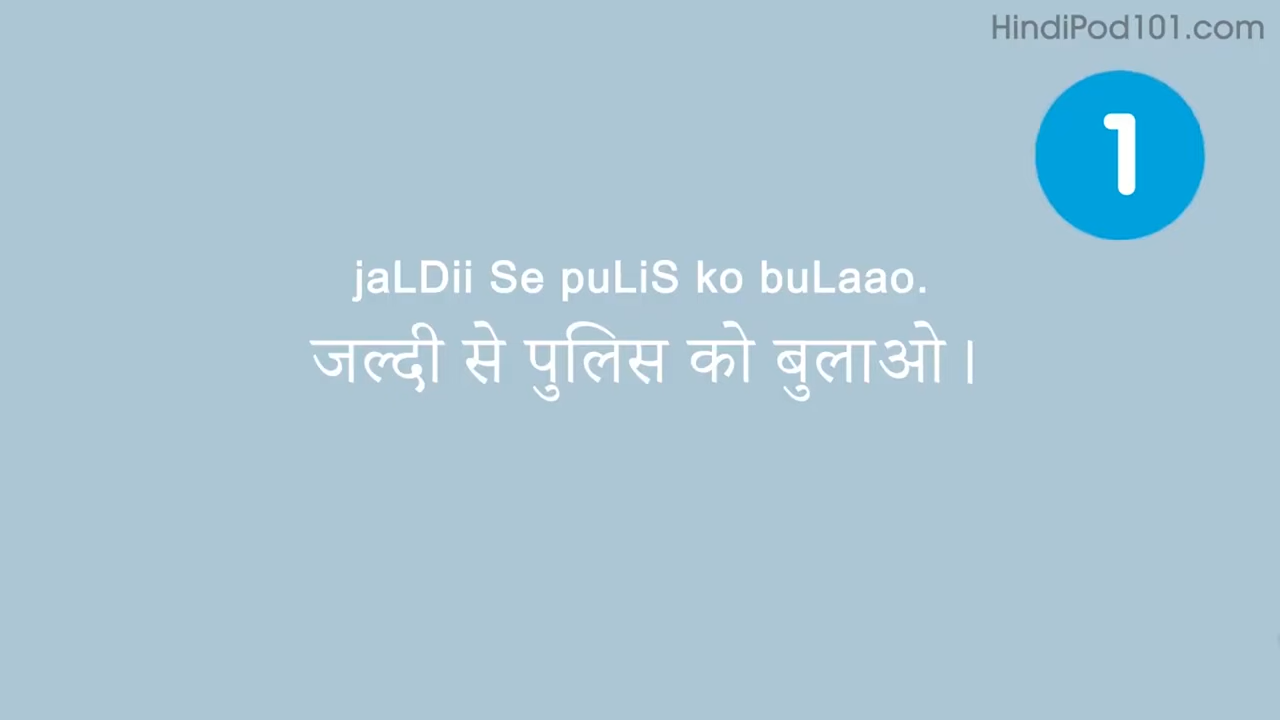 HindiPod101.com
1
jaLDii Se puLiS ko buLaao.
जल्दी से पुलिस को बुलाओ।